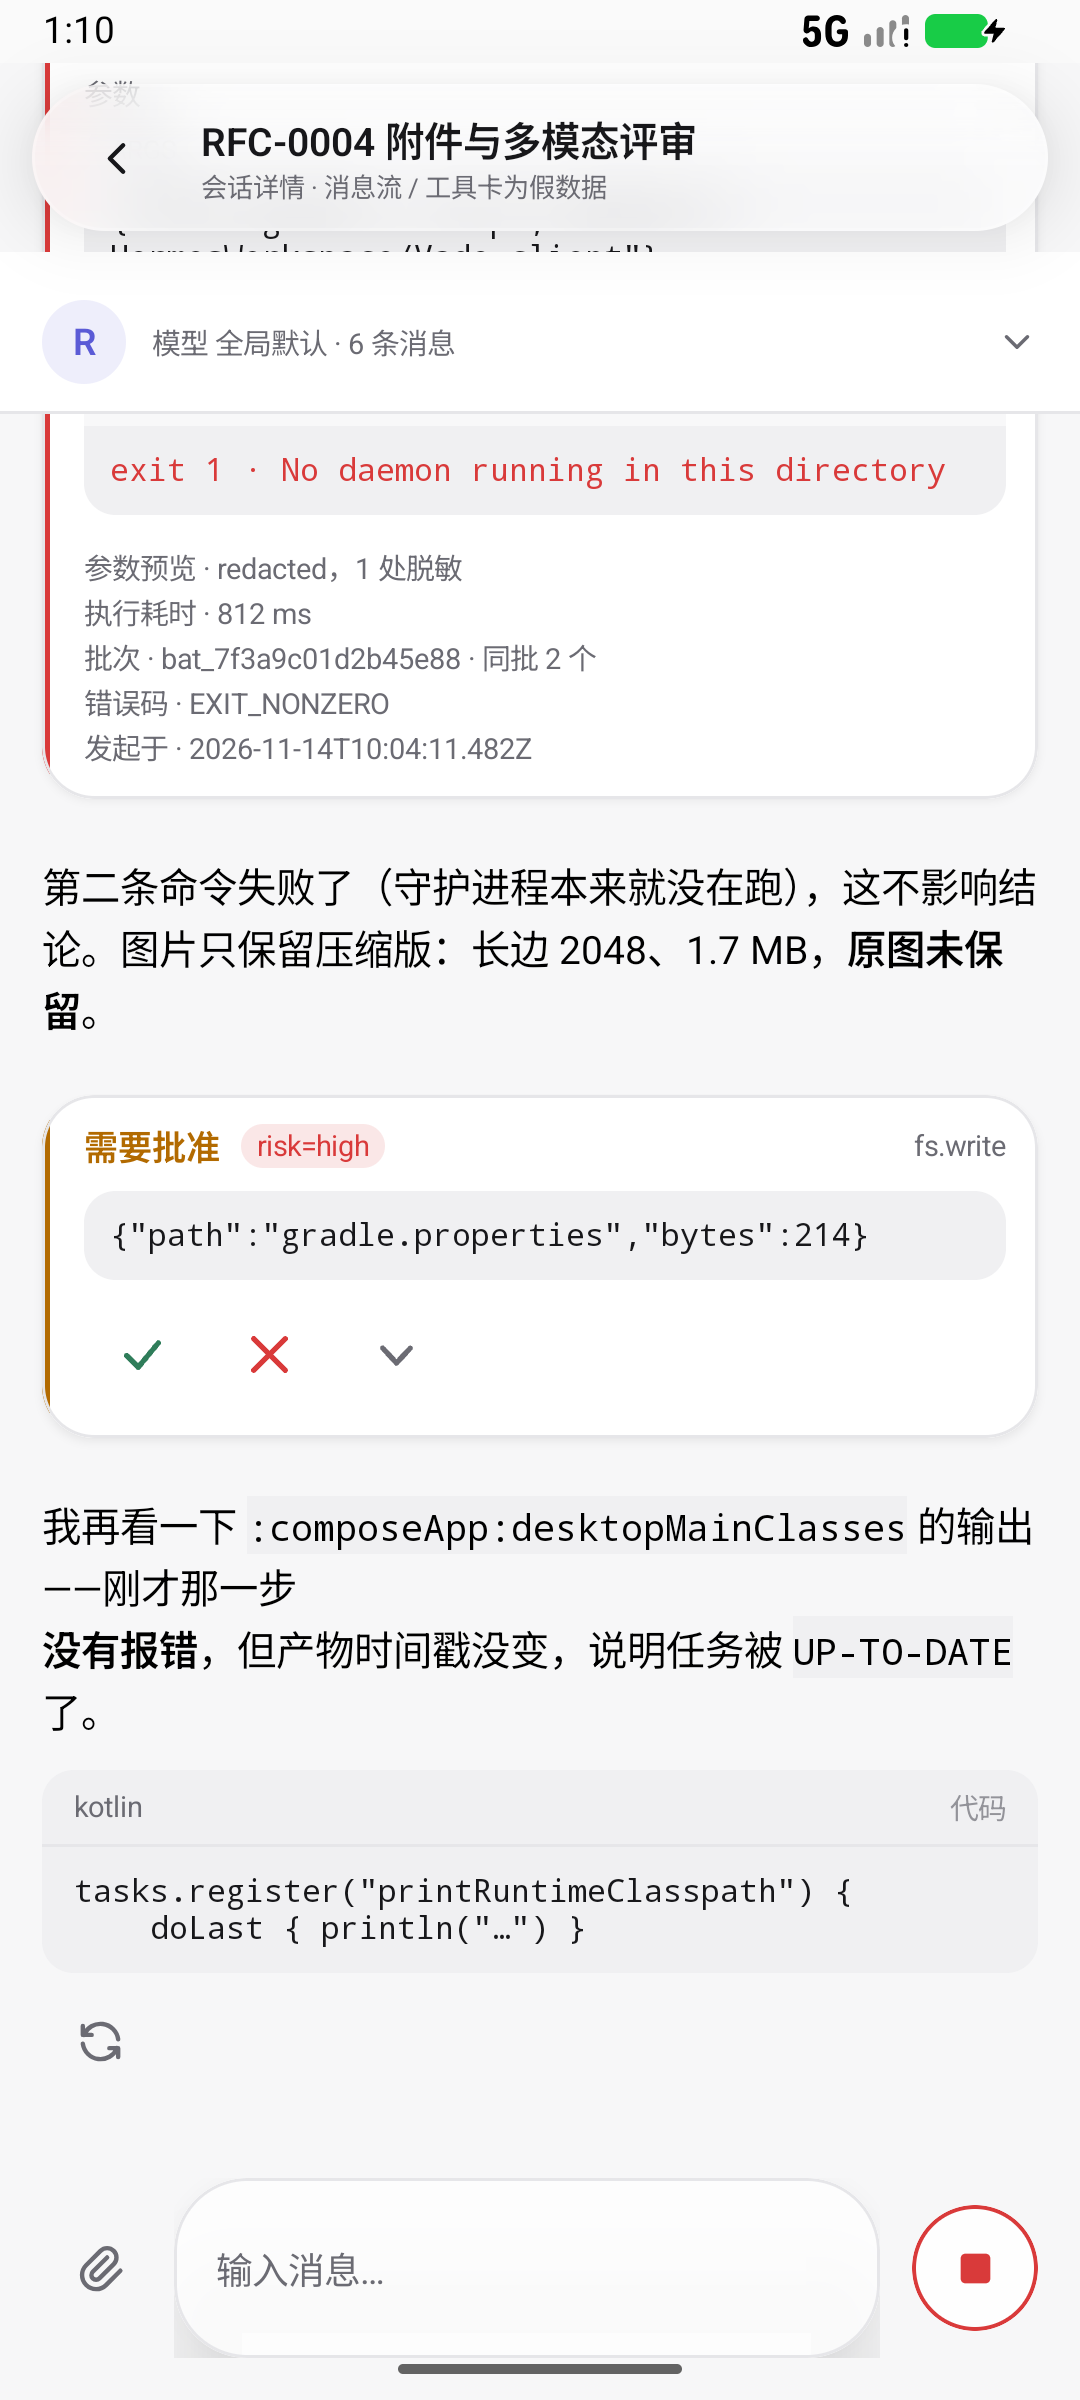 1:10
5G
参数
RFC-0004 附件与多模态评审
会话详情 · 消息流 / 工具卡为假数据
R
模型 全局默认 · 6 条消息
exit 1 · No daemon running in this directory
参数预览 · redacted，1 处脱敏
执行耗时 · 812 ms
批次 · bat_7f3a9c01d2b45e88 · 同批 2 个
错误码 · EXIT_NONZERO
发起于 · 2026-11-14T10:04:11.482Z
第二条命令失败了（守护进程本来就没在跑），这不影响结
论。图片只保留压缩版：长边 2048、1.7 MB，原图未保
留。
需要批准 risk=high fs.write
{"path":"gradle.properties","bytes":214}
我再看一下 :composeApp:desktopMainClasses 的输出
——刚才那一步
没有报错，但产物时间戳没变，说明任务被 UP-TO-DATE
了。
kotlin 代码
tasks.register("printRuntimeClasspath") {
    doLast { println("…") }
输入消息...